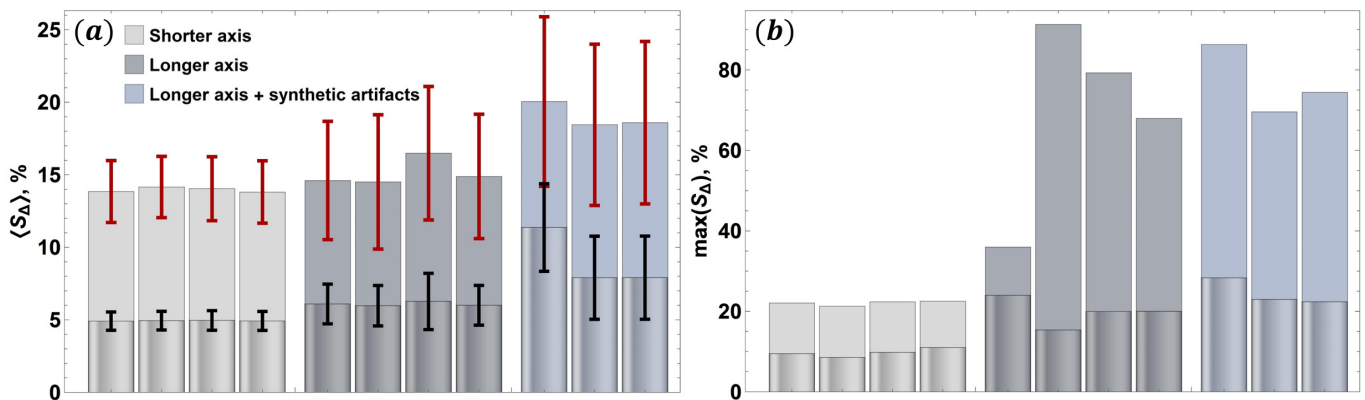 (a)
25
20
15
10
5
0
⟨S_Δ⟩, %
Shorter axis
Longer axis
Longer axis + synthetic artifacts
(b)
80
60
40
20
0
max(S_Δ), %